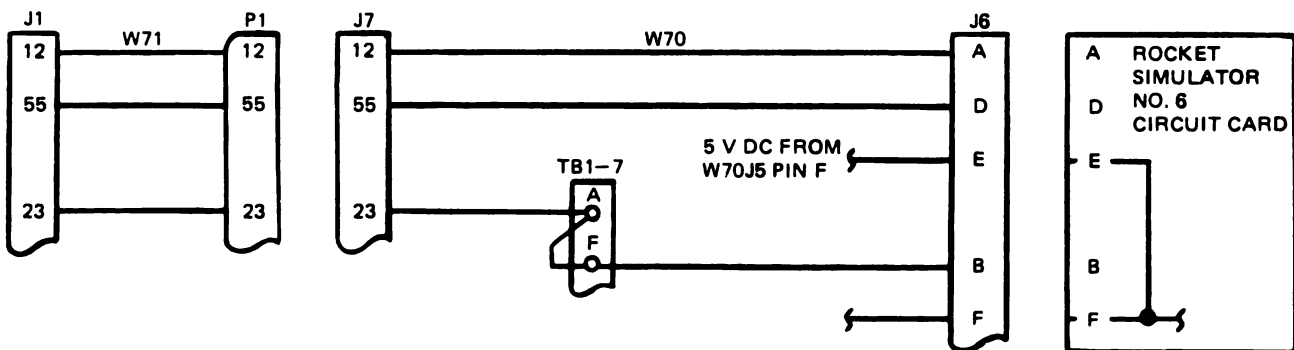 J1 P1 J7 J6
12 W71 12 12 W70 A A ROCKET
SIMULATOR
55 55 55 D D NO. 6
CIRCUIT CARD
5 V DC FROM
W70J5 PIN F E E
TB1-7
23 23 23 A
F B B
F F